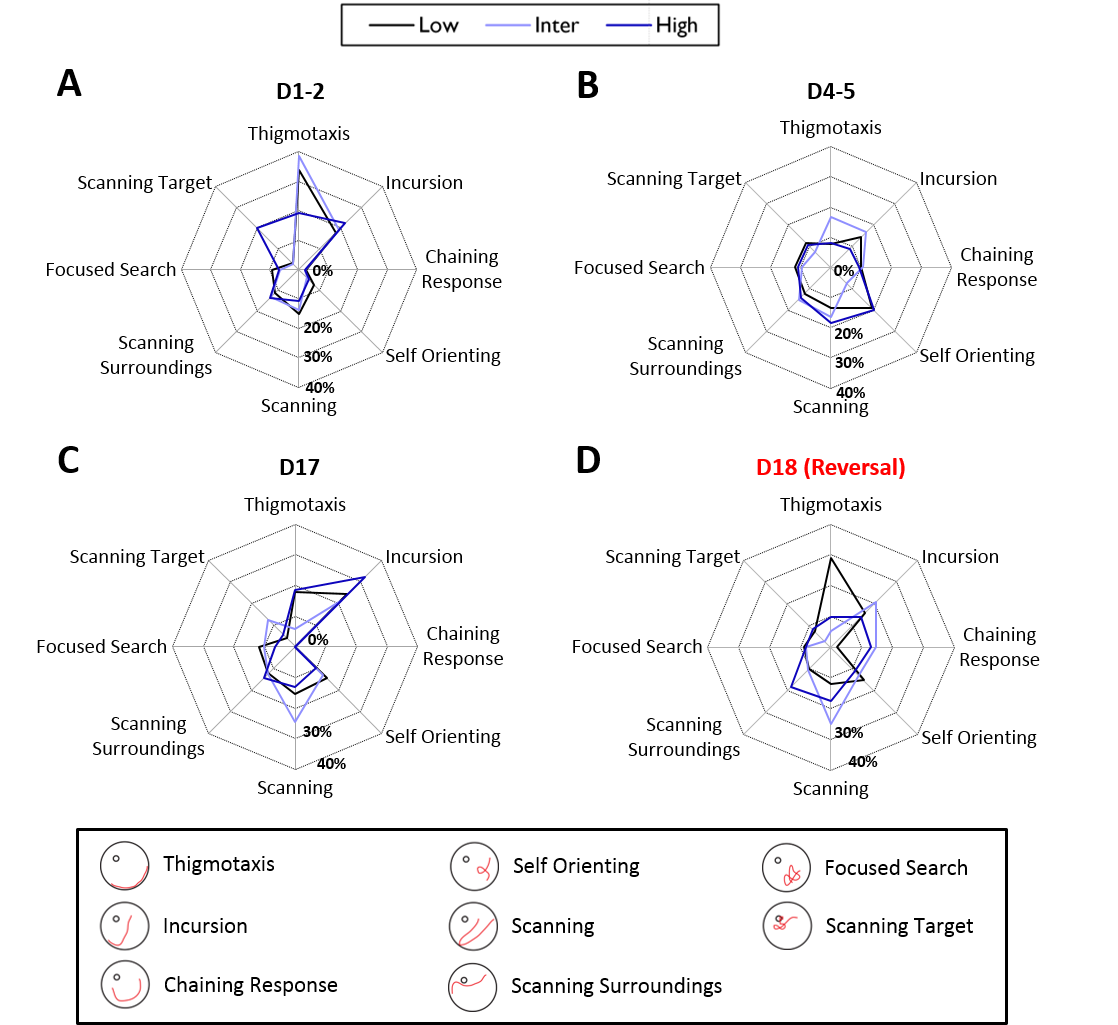 Low Inter High
A
D1-2
Thigmotaxis
Scanning Target
Incursion
Focused Search
0%
Chaining
Response
20%
Scanning
Surroundings
30%
Self Orienting
40%
Scanning
B
D4-5
Thigmotaxis
Scanning Target
Incursion
Focused Search
0%
Chaining
Response
20%
Scanning
Surroundings
30%
Self Orienting
40%
Scanning
C
D17
Thigmotaxis
Scanning Target
Incursion
Focused Search
0%
Chaining
Response
Scanning
Surroundings
30%
Self Orienting
40%
Scanning
D
D18 (Reversal)
Thigmotaxis
Scanning Target
Incursion
Focused Search
Chaining
Response
Scanning
Surroundings
30%
Self Orienting
40%
Scanning
Thigmotaxis
Self Orienting
Focused Search
Incursion
Scanning
Scanning Target
Chaining Response
Scanning Surroundings